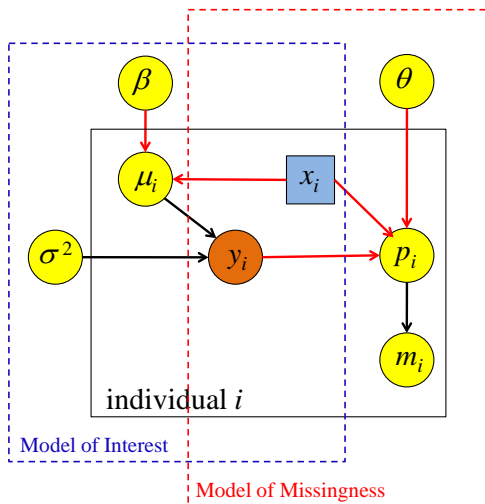 β θ
μᵢ xᵢ
σ² yᵢ pᵢ
mᵢ
individual i
Model of Interest
Model of Missingness